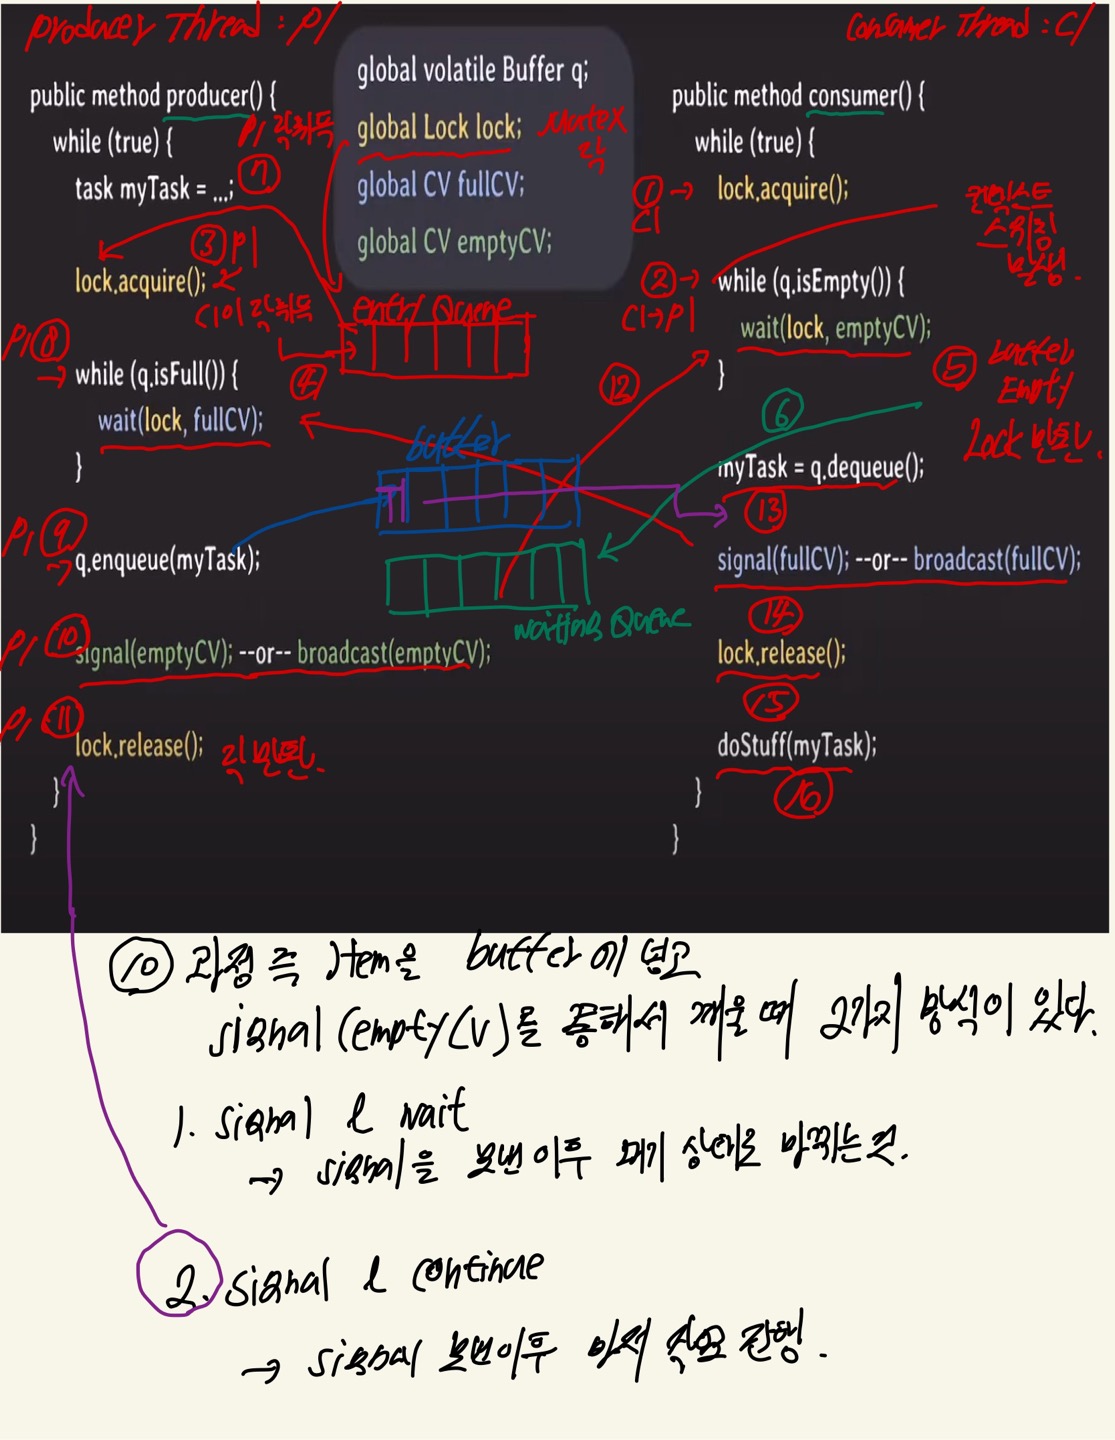 producer Thread : P1
Consumer Thread : C1
global volatile Buffer q;
global Lock lock; Mutex
락
global CV fullCV;
global CV emptyCV;
public method producer() {
P1 락취득
while (true) {
⑦
task myTask = ...;
③ P1
lock.acquire();
C1이 락취득
entry Queue
P1 ⑧
④
while (q.isFull()) {
wait(lock, fullCV);
}
buffer
P1 ⑨
q.enqueue(myTask);
waiting Queue
P1 ⑩
signal(emptyCV); --or-- broadcast(emptyCV);
P1 ⑪
lock.release(); 락 반환.
}
}
public method consumer() {
while (true) {
① → lock.acquire();
C1
컨텍스트
스위칭
발생.
② → while (q.isEmpty()) {
C1→P1
wait(lock, emptyCV);
}
⑤ buffer
Empty
Lock 반환.
⑫
⑥
myTask = q.dequeue();
⑬
signal(fullCV); --or-- broadcast(fullCV);
⑭
lock.release();
⑮
doStuff(myTask);
⑯
}
}
⑩ 과정 즉 Item을 buffer에 넣고
signal (emptyCV)를 통해서 깨울 때 2가지 방식이 있다.
1. signal & wait
→ signal을 보낸 이후 대기 상태로 바뀌는 것.
2. signal & continue
→ signal 보낸 이후 마저 진행.